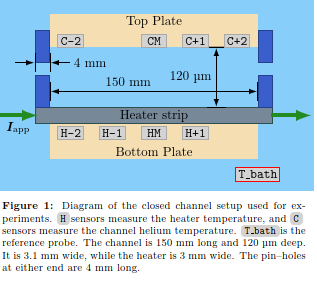 Top Plate
C-2 CM C+1 C+2
4 mm
150 mm 120 µm
Heater strip
I_app
H-2 H-1 HM H+1
Bottom Plate
T_bath
Figure 1: Diagram of the closed channel setup used for ex-
periments. H sensors measure the heater temperature, and C
sensors measure the channel helium temperature. T_bath is the
reference probe. The channel is 150 mm long and 120 µm deep.
It is 3.1 mm wide, while the heater is 3 mm wide. The pin–holes
at either end are 4 mm long.